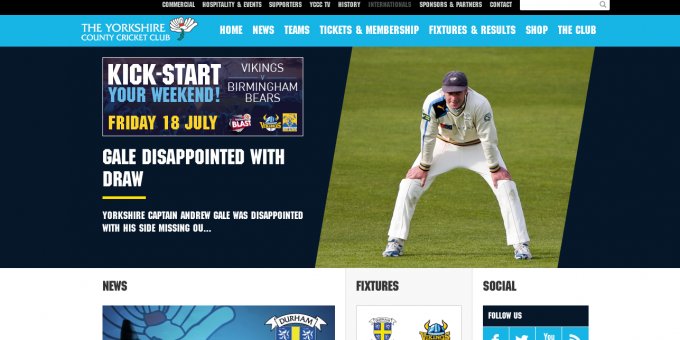 COMMERCIAL HOSPITALITY & EVENTS SUPPORTERS YCCC TV HISTORY INTERNATIONALS SPONSORS & PARTNERS CONTACT
THE YORKSHIRE
COUNTY CRICKET CLUB
HOME NEWS TEAMS TICKETS & MEMBERSHIP FIXTURES & RESULTS SHOP THE CLUB
KICK-START
YOUR WEEKEND!
VIKINGS
V
BIRMINGHAM
BEARS
FRIDAY 18 JULY
BLAST
VIKINGS
GALE DISAPPOINTED WITH
DRAW
YORKSHIRE CAPTAIN ANDREW GALE WAS DISAPPOINTED
WITH HIS SIDE MISSING OU...
NEWS
FIXTURES
SOCIAL
DURHAM
DURHAM
VIKINGS
FOLLOW US
You